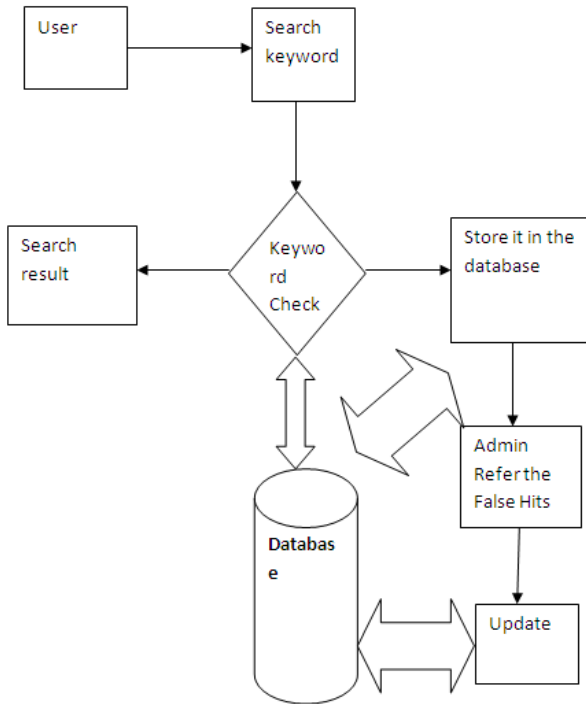 User
Search
keyword
Search
result
Keywo
rd
Check
Store it in the
database
Admin
Refer the
False Hits
Databas
e
Update